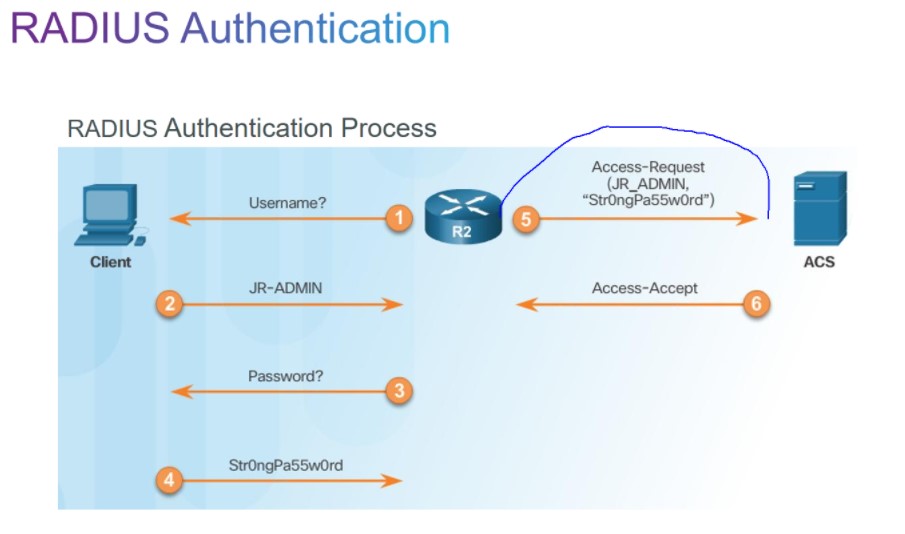 RADIUS Authentication
RADIUS Authentication Process
Username?
1
R2
5
Access-Request
(JR_ADMIN,
“Str0ngPa55w0rd”)
Client
ACS
2
JR-ADMIN
Access-Accept
6
Password?
3
Str0ngPa55w0rd
4